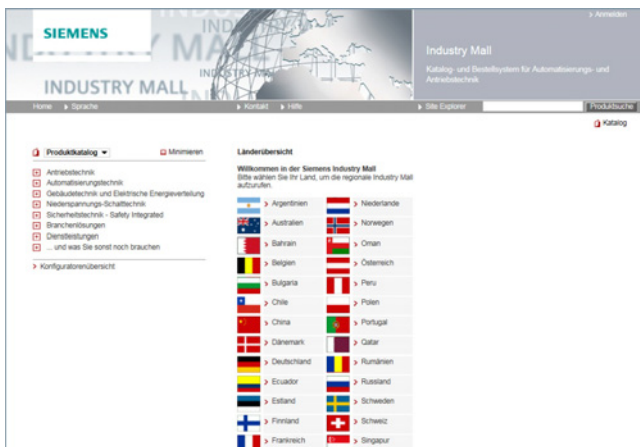 SIEMENS
INDUSTRY MALL
> Anmelden
Industry Mall
Katalog- und Bestellsystem für Automatisierungs- und
Antriebstechnik
Home Sprache Kontakt Hilfe Site Explorer Produktsuche
Katalog
Produktkatalog Minimieren
Antriebstechnik
Automatisierungstechnik
Gebäudetechnik und Elektrische Energieverteilung
Niederspannungs-Schalttechnik
Sicherheitstechnik - Safety Integrated
Branchenlösungen
Dienstleistungen
... und was Sie sonst noch brauchen
> Konfiguratorenübersicht
Länderübersicht
Willkommen in der Siemens Industry Mall
Bitte wählen Sie Ihr Land, um die regionale Industry Mall
aufzurufen.
> Argentinien > Niederlande
> Australien > Norwegen
> Bahrain > Oman
> Belgien > Österreich
> Bulgaria > Peru
> Chile > Polen
> China > Portugal
> Dänemark > Qatar
> Deutschland > Rumänien
> Ecuador > Russland
> Estland > Schweden
> Finnland > Schweiz
> Frankreich > Singapur